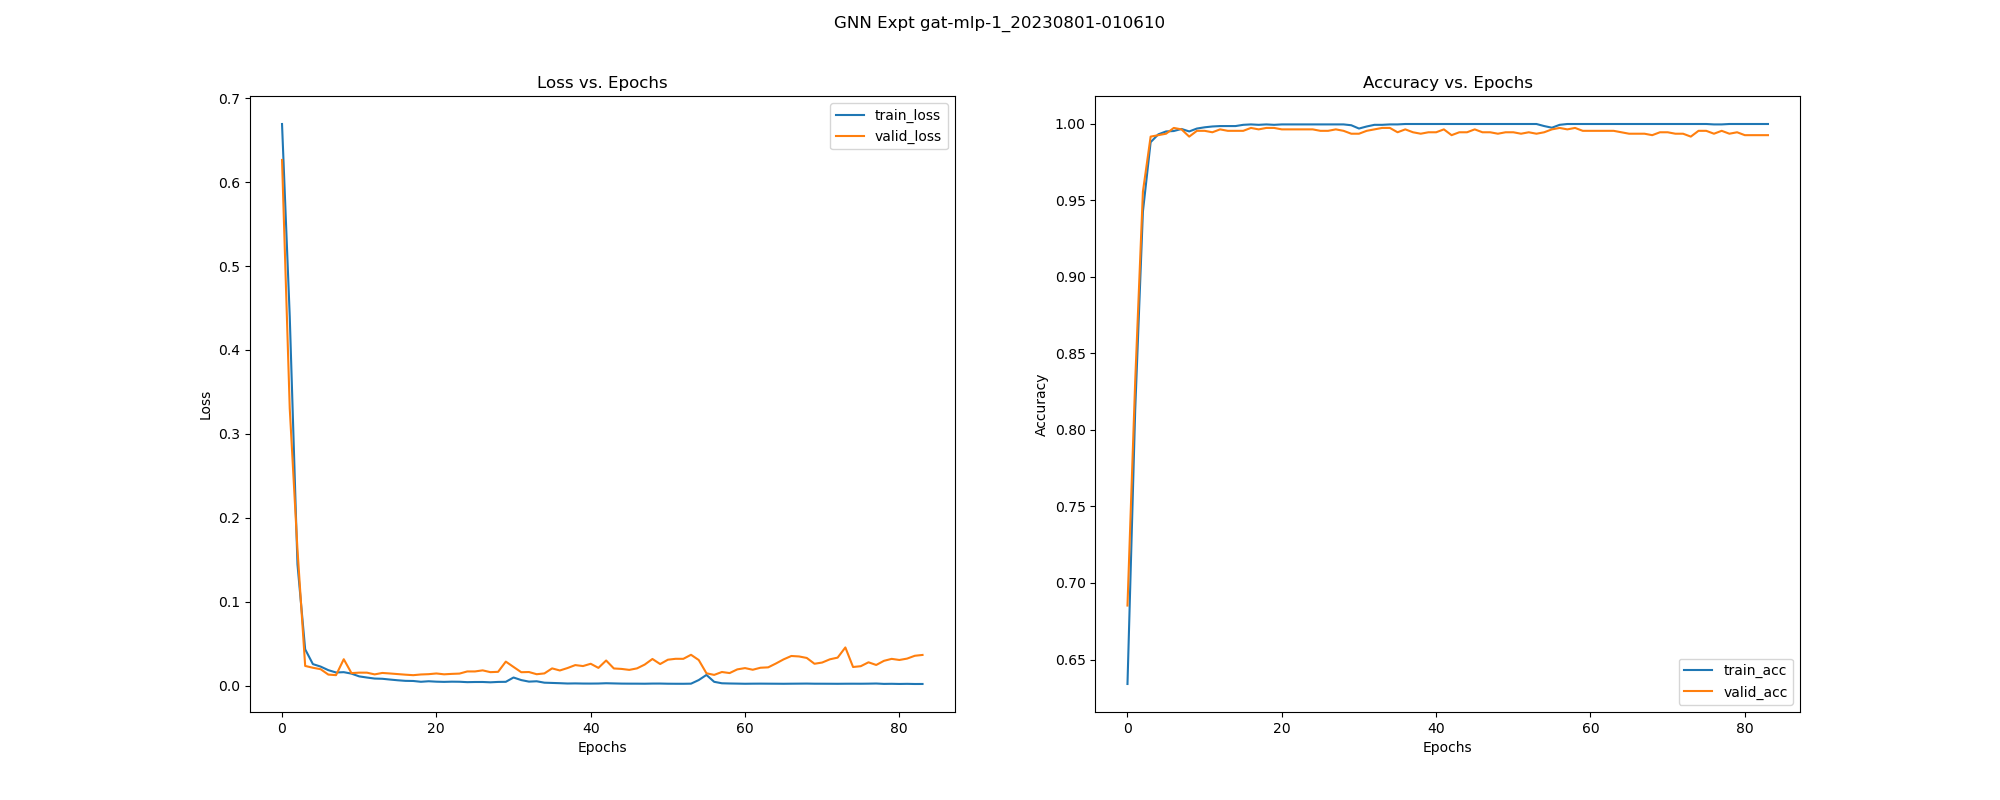 GNN Expt gat-mlp-1_20230801-010610
Loss vs. Epochs
0.7
0.6
0.5
0.4
0.3
0.2
0.1
0.0
Loss
0 20 40 60 80
Epochs
train_loss
valid_loss
Accuracy vs. Epochs
1.00
0.95
0.90
0.85
0.80
0.75
0.70
0.65
Accuracy
0 20 40 60 80
Epochs
train_acc
valid_acc